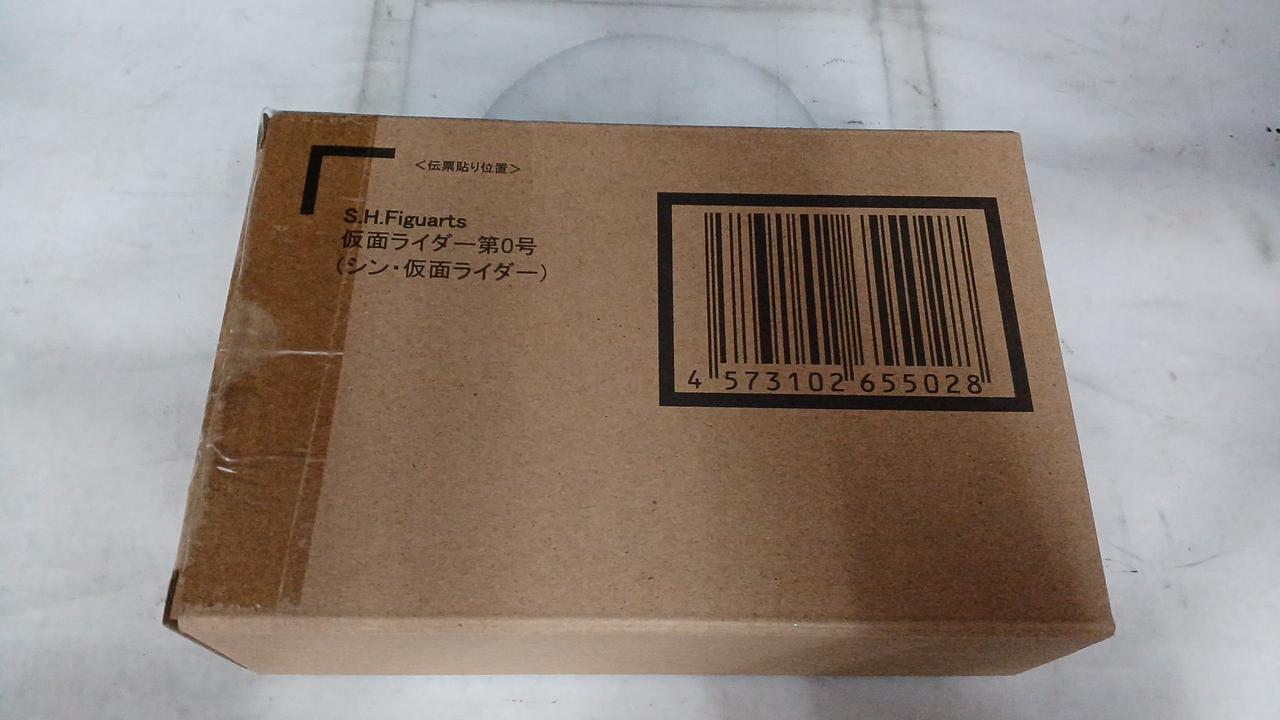 <伝票貼り位置>
S.H.Figuarts
仮面ライダー第0号
(シン・仮面ライダー)
4 573102 655028